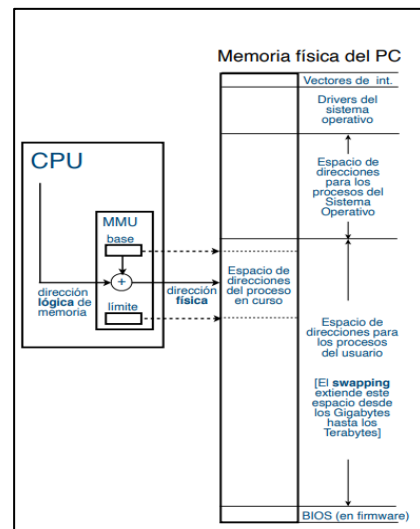 Memoria física del PC
Vectores de int.
Drivers del
sistema
operativo
Espacio de
direcciones
para los
procesos del
Sistema
Operativo
CPU
MMU
base
+
dirección
lógica de
memoria
dirección
física
límite
Espacio de
direcciones
del proceso
en curso
Espacio de
direcciones para
los procesos
del usuario
[El swapping
extiende este
espacio desde
los Gigabytes
hasta los
Terabytes]
BIOS (en firmware)